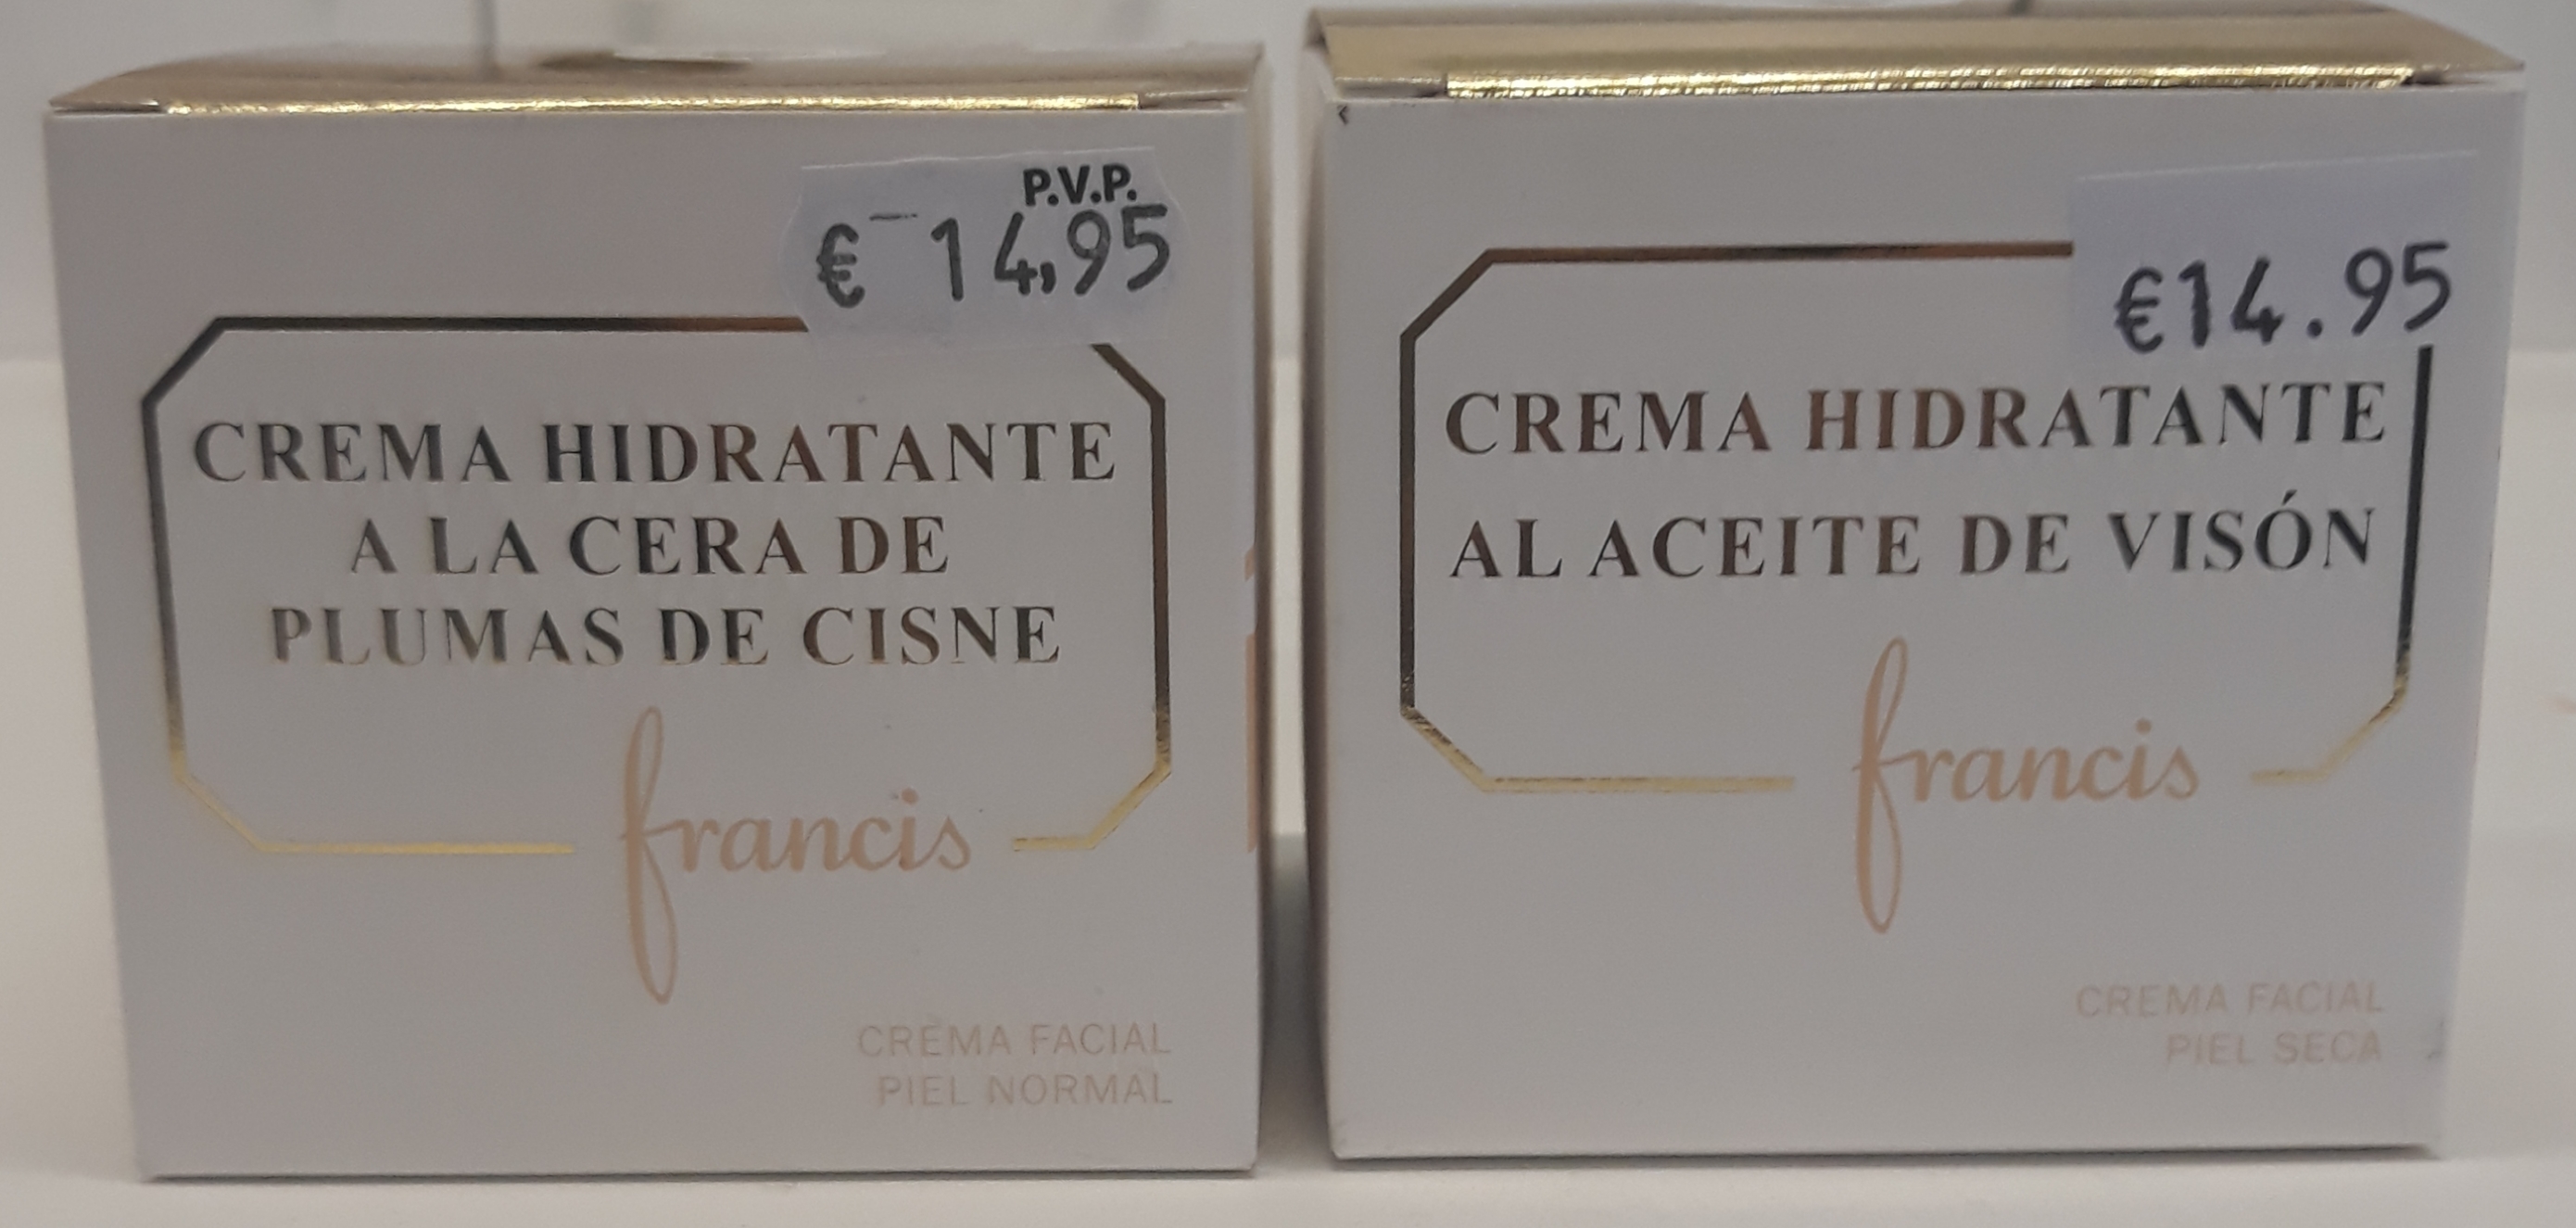 P.V.P.
€ 14,95
CREMA HIDRATANTE
A LA CERA DE
PLUMAS DE CISNE
francis
CREMA FACIAL
PIEL NORMAL
€14.95
CREMA HIDRATANTE
AL ACEITE DE VISÓN
francis
CREMA FACIAL
PIEL SECA